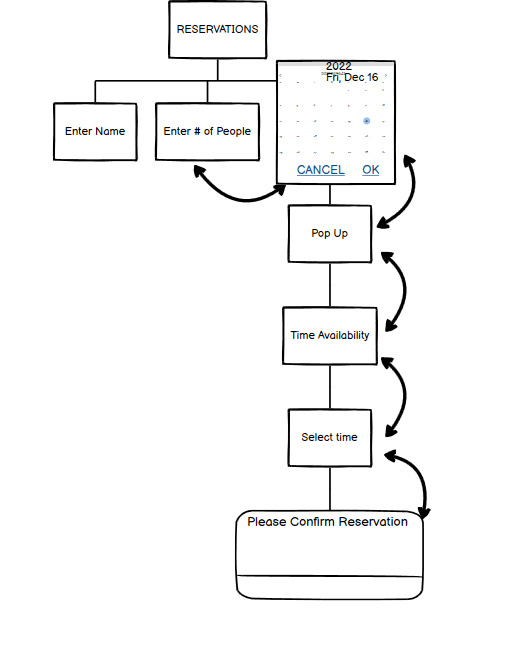 RESERVATIONS
2022
Fri, Dec 16
Enter Name
Enter # of People
CANCEL OK
Pop Up
Time Availability
Select time
Please Confirm Reservation